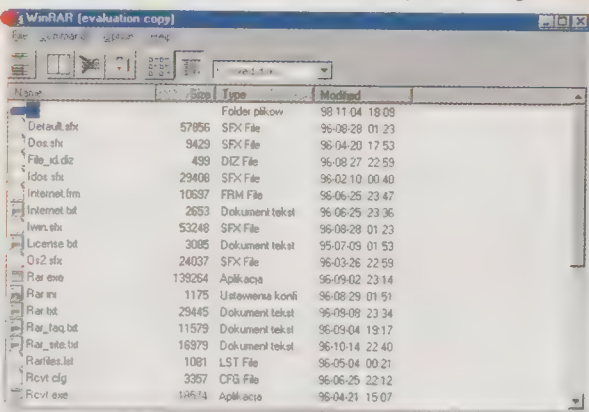 WinRAR (evaluation copy)
File Commands Option Help
Name Size Type Modified
Folder plikow 98-11-04 18:09
Default.sfx 57856 SFX File 96-08-28 01:23
Dos.sfx 9429 SFX File 96-04-20 17:53
File_id.diz 499 DIZ File 96-08-27 22:59
Idos.sfx 29408 SFX File 96-02-10 00:40
Internet.frm 10697 FRM File 96-06-25 23:47
Internet.txt 2653 Dokument tekst 96-06-25 23:36
53248 SFX File 96-08-28 01:23
License.txt 3085 Dokument tekst 95-07-09 01:53
Os2.sfx 24037 SFX File 96-03-26 22:59
Rar.exe 139264 Aplikacja 96-09-02 23:14
Rar.ini 1175 Ustawienia konfi 96-08-29 01:51
Rar.txt 29445 Dokument tekst 96-09-08 23:34
Rar_faq.txt 11579 Dokument tekst 96-09-04 19:17
Rar_site.txt 16979 Dokument tekst 96-10-14 22:40
Rarfiles.lst 1081 LST File 96-05-04 00:21
Rcvt.cfg 3357 CFG File 96-06-25 22:12
Rcvt.exe 18574 Aplikacja 96-04-21 15:07